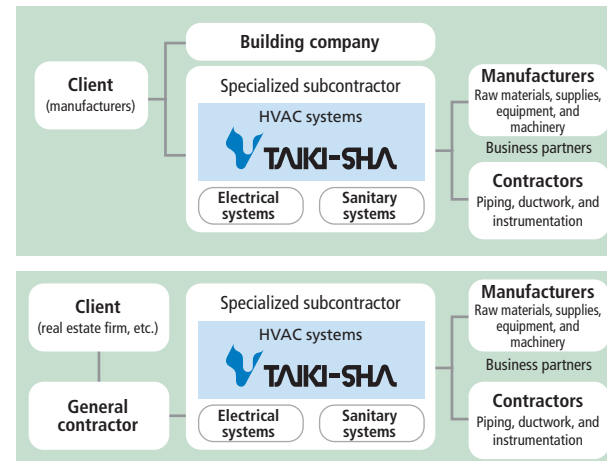 Building company
Client
(manufacturers)
Specialized subcontractor
HVAC systems
TAIKI-SHA
Electrical
systems
Sanitary
systems
Manufacturers
Raw materials, supplies,
equipment, and
machinery
Business partners
Contractors
Piping, ductwork, and
instrumentation
Client
(real estate firm, etc.)
General
contractor
Specialized subcontractor
HVAC systems
TAIKI-SHA
Electrical
systems
Sanitary
systems
Manufacturers
Raw materials, supplies,
equipment, and
machinery
Business partners
Contractors
Piping, ductwork, and
instrumentation